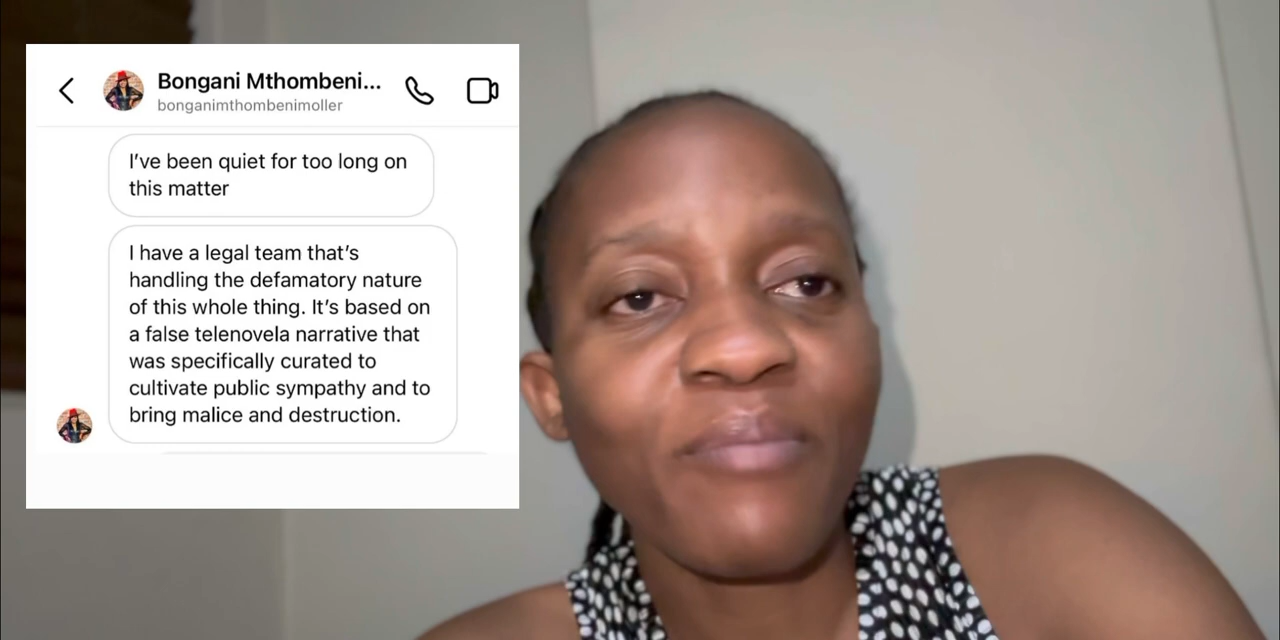 Bongani Mthombeni...
bonganimthombenimoller
I've been quiet for too long on
this matter
I have a legal team that's
handling the defamatory nature
of this whole thing. It's based on
a false telenovela narrative that
was specifically curated to
cultivate public sympathy and to
bring malice and destruction.